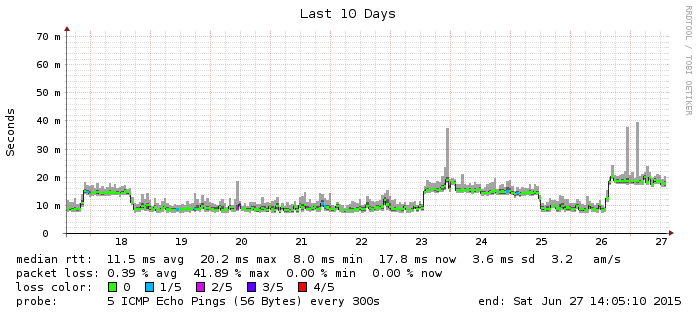 Last 10 Days
RRDTOOL / TOBI OETIKER
Seconds
70 m
60 m
50 m
40 m
30 m
20 m
10 m
0
18 19 20 21 22 23 24 25 26 27
median rtt: 11.5 ms avg 20.2 ms max 8.0 ms min 17.8 ms now 3.6 ms sd 3.2 am/s
packet loss: 0.39 % avg 41.89 % max 0.00 % min 0.00 % now
loss color: 0 1/5 2/5 3/5 4/5
probe: 5 ICMP Echo Pings (56 Bytes) every 300s end: Sat Jun 27 14:05:10 2015